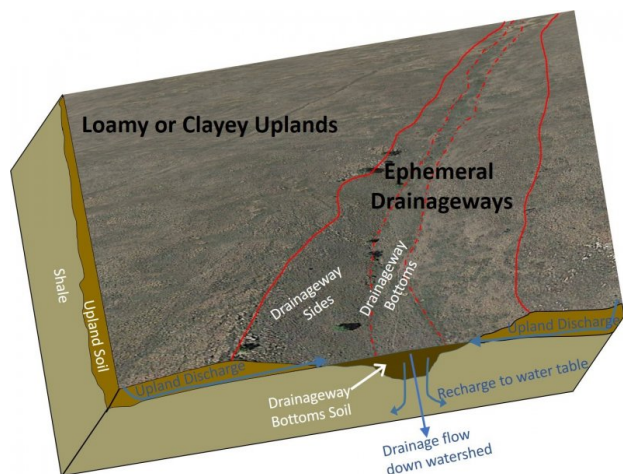 Loamy or Clayey Uplands
Ephemeral
Drainageways
Shale
Upland Soil
Drainageway
Sides
Drainageway
Bottoms
Upland Discharge
Upland Discharge
Drainageway
Bottoms Soil
Recharge to water table
Drainage flow
down watershed